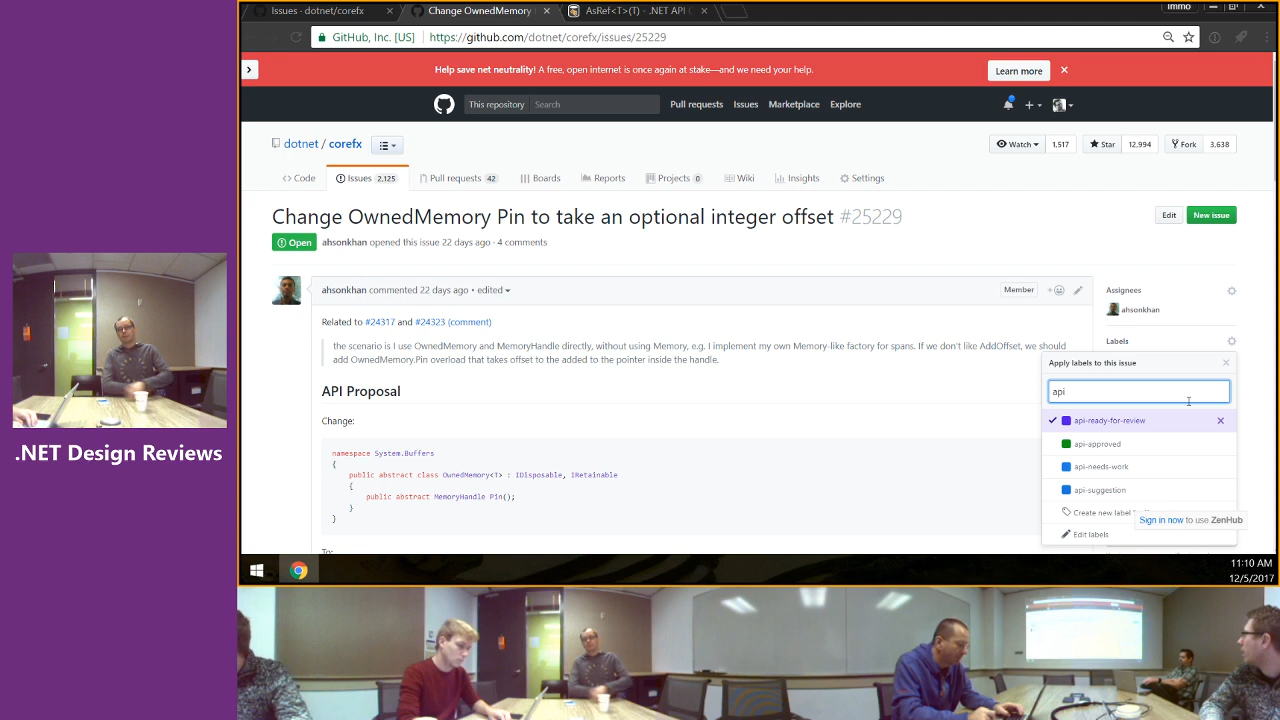 Issues - dotnet/corefx
Change OwnedMemory
AsRef<T>(T) - .NET API
Immo
GitHub, Inc. [US]
https://github.com/dotnet/corefx/issues/25229
Help save net neutrality! A free, open internet is once again at stake—and we need your help.
Learn more
This repository
Search
Pull requests
Issues
Marketplace
Explore
dotnet / corefx
Watch
1,517
Star
12,994
Fork
3,638
Code
Issues 2,125
Pull requests 42
Boards
Reports
Projects 0
Wiki
Insights
Settings
Change OwnedMemory Pin to take an optional integer offset #25229
Edit
New issue
Open
ahsonkhan opened this issue 22 days ago · 4 comments
ahsonkhan commented 22 days ago • edited
Member
Related to #24317 and #24323 (comment)
the scenario is I use OwnedMemory and MemoryHandle directly, without using Memory, e.g. I implement my own Memory-like factory for spans. If we don't like AddOffset, we should
add OwnedMemory.Pin overload that takes offset to the added to the pointer inside the handle.
API Proposal
Change:
namespace System.Buffers
{
public abstract class OwnedMemory<T> : IDisposable, IRetainable
{
public abstract MemoryHandle Pin();
}
}
To:
Assignees
ahsonkhan
Labels
Apply labels to this issue
api
api-ready-for-review
api-approved
api-needs-work
api-suggestion
Create new label
Edit labels
Sign in now to use ZenHub
11:10 AM
12/5/2017
.NET Design Reviews